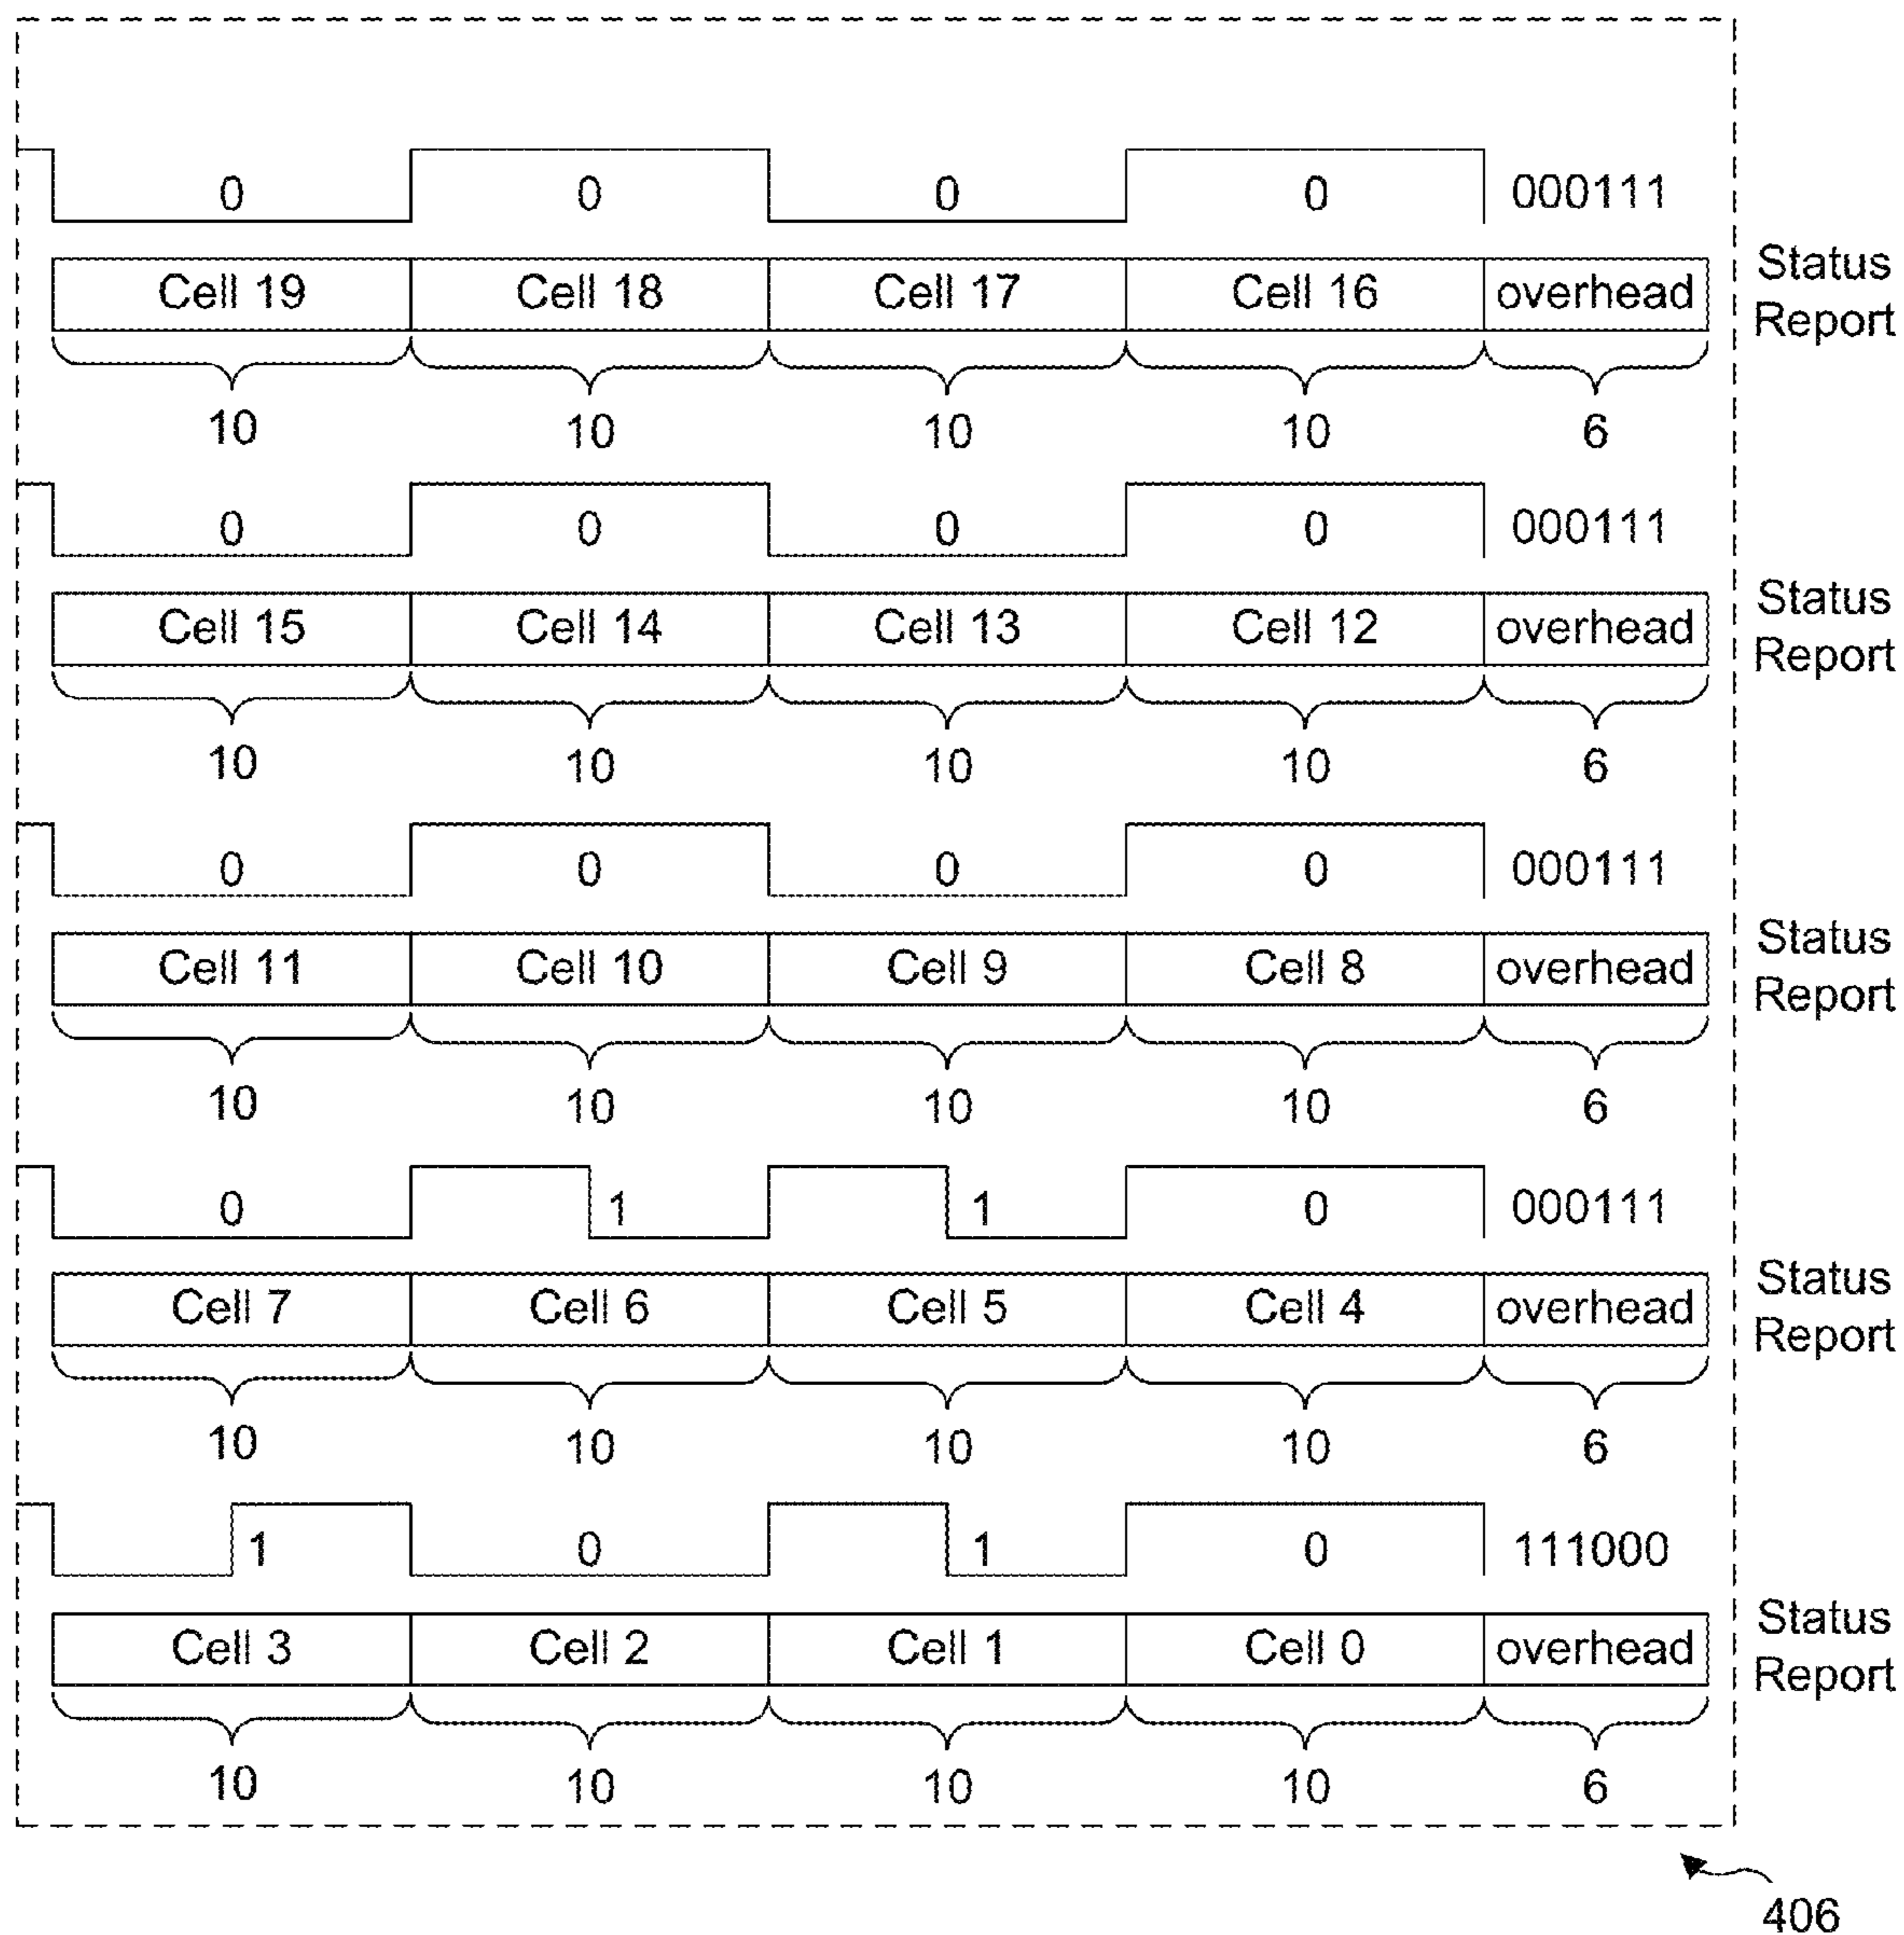 0 0 0 0 000111
Cell 19 Cell 18 Cell 17 Cell 16 overhead Status Report
10 10 10 10 6
0 0 0 0 000111
Cell 15 Cell 14 Cell 13 Cell 12 overhead Status Report
10 10 10 10 6
0 0 0 0 000111
Cell 11 Cell 10 Cell 9 Cell 8 overhead Status Report
10 10 10 10 6
0 1 1 0 000111
Cell 7 Cell 6 Cell 5 Cell 4 overhead Status Report
10 10 10 10 6
1 0 1 0 111000
Cell 3 Cell 2 Cell 1 Cell 0 overhead Status Report
10 10 10 10 6
406